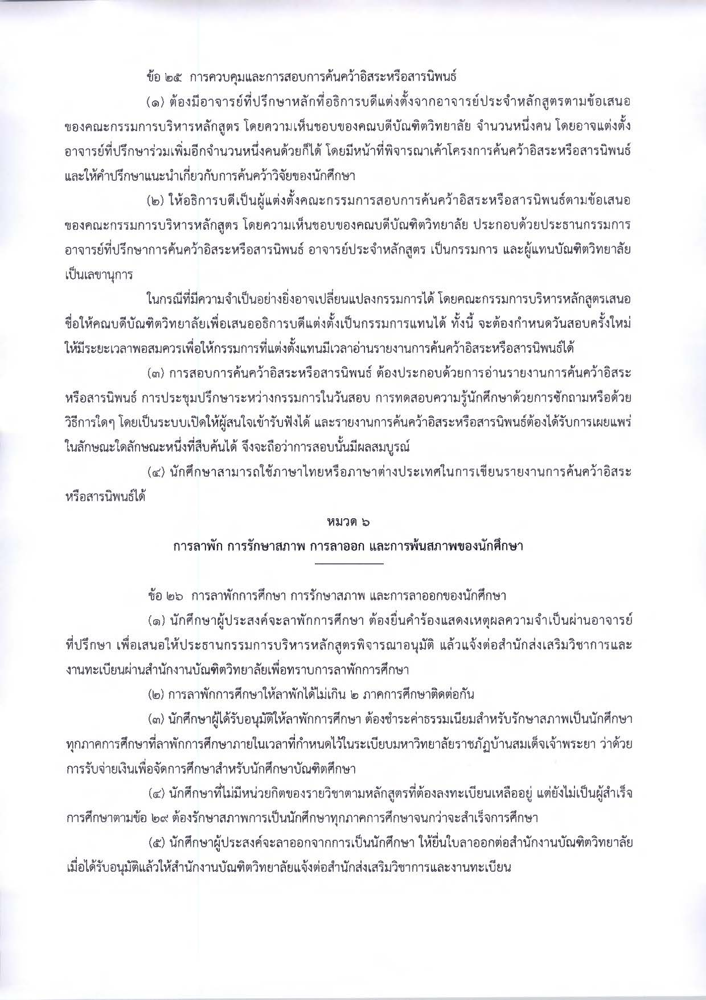 ข้อ ๒๕  การควบคุมและการสอบการค้นคว้าอิสระหรือสารนิพนธ์
(๑) ต้องมีอาจารย์ที่ปรึกษาหลักที่อธิการบดีแต่งตั้งจากอาจารย์ประจำหลักสูตรตามข้อเสนอ
ของคณะกรรมการบริหารหลักสูตร โดยความเห็นชอบของคณบดีบัณฑิตวิทยาลัย จำนวนหนึ่งคน โดยอาจแต่งตั้ง
อาจารย์ที่ปรึกษาร่วมเพิ่มอีกจำนวนหนึ่งคนด้วยก็ได้ โดยมีหน้าที่พิจารณาเค้าโครงการค้นคว้าอิสระหรือสารนิพนธ์
และให้คำปรึกษาแนะนำเกี่ยวกับการค้นคว้าวิจัยของนักศึกษา
(๒) ให้อธิการบดีเป็นผู้แต่งตั้งคณะกรรมการสอบการค้นคว้าอิสระหรือสารนิพนธ์ตามข้อเสนอ
ของคณะกรรมการบริหารหลักสูตร โดยความเห็นชอบของคณบดีบัณฑิตวิทยาลัย ประกอบด้วยประธานกรรมการ
อาจารย์ที่ปรึกษาการค้นคว้าอิสระหรือสารนิพนธ์ อาจารย์ประจำหลักสูตร เป็นกรรมการ และผู้แทนบัณฑิตวิทยาลัย
เป็นเลขานุการ
ในกรณีที่มีความจำเป็นอย่างยิ่งอาจเปลี่ยนแปลงกรรมการได้ โดยคณะกรรมการบริหารหลักสูตรเสนอ
ชื่อให้คณบดีบัณฑิตวิทยาลัยเพื่อเสนออธิการบดีแต่งตั้งเป็นกรรมการแทนได้ ทั้งนี้ จะต้องกำหนดวันสอบครั้งใหม่
ให้มีระยะเวลาพอสมควรเพื่อให้กรรมการที่แต่งตั้งแทนมีเวลาอ่านรายงานการค้นคว้าอิสระหรือสารนิพนธ์ได้
(๓) การสอบการค้นคว้าอิสระหรือสารนิพนธ์ ต้องประกอบด้วยการอ่านรายงานการค้นคว้าอิสระ
หรือสารนิพนธ์ การประชุมปรึกษาระหว่างกรรมการในวันสอบ การทดสอบความรู้นักศึกษาด้วยการซักถามหรือด้วย
วิธีการใดๆ โดยเป็นระบบเปิดให้ผู้สนใจเข้ารับฟังได้ และรายงานการค้นคว้าอิสระหรือสารนิพนธ์ต้องได้รับการเผยแพร่
ในลักษณะใดลักษณะหนึ่งที่สืบค้นได้ จึงจะถือว่าการสอบนั้นมีผลสมบูรณ์
(๔) นักศึกษาสามารถใช้ภาษาไทยหรือภาษาต่างประเทศในการเขียนรายงานการค้นคว้าอิสระ
หรือสารนิพนธ์ได้
หมวด ๖
การลาพัก การรักษาสภาพ การลาออก และการพ้นสภาพของนักศึกษา
ข้อ ๒๖  การลาพักการศึกษา การรักษาสภาพ และการลาออกของนักศึกษา
(๑) นักศึกษาผู้ประสงค์จะลาพักการศึกษา ต้องยื่นคำร้องแสดงเหตุผลความจำเป็นผ่านอาจารย์
ที่ปรึกษา เพื่อเสนอให้ประธานกรรมการบริหารหลักสูตรพิจารณาอนุมัติ แล้วแจ้งต่อสำนักส่งเสริมวิชาการและ
งานทะเบียนผ่านสำนักงานบัณฑิตวิทยาลัยเพื่อทราบการลาพักการศึกษา
(๒) การลาพักการศึกษาให้ลาพักได้ไม่เกิน ๒ ภาคการศึกษาติดต่อกัน
(๓) นักศึกษาผู้ได้รับอนุมัติให้ลาพักการศึกษา ต้องชำระค่าธรรมเนียมสำหรับรักษาสภาพเป็นนักศึกษา
ทุกภาคการศึกษาที่ลาพักการศึกษาภายในเวลาที่กำหนดไว้ในระเบียบมหาวิทยาลัยราชภัฏบ้านสมเด็จเจ้าพระยา ว่าด้วย
การรับจ่ายเงินเพื่อจัดการศึกษาสำหรับนักศึกษาบัณฑิตศึกษา
(๔) นักศึกษาที่ไม่มีหน่วยกิตของรายวิชาตามหลักสูตรที่ต้องลงทะเบียนเหลืออยู่ แต่ยังไม่เป็นผู้สำเร็จ
การศึกษาตามข้อ ๒๙ ต้องรักษาสภาพการเป็นนักศึกษาทุกภาคการศึกษาจนกว่าจะสำเร็จการศึกษา
(๕) นักศึกษาผู้ประสงค์จะลาออกจากการเป็นนักศึกษา ให้ยื่นใบลาออกต่อสำนักงานบัณฑิตวิทยาลัย
เมื่อได้รับอนุมัติแล้วให้สำนักงานบัณฑิตวิทยาลัยแจ้งต่อสำนักส่งเสริมวิชาการและงานทะเบียน